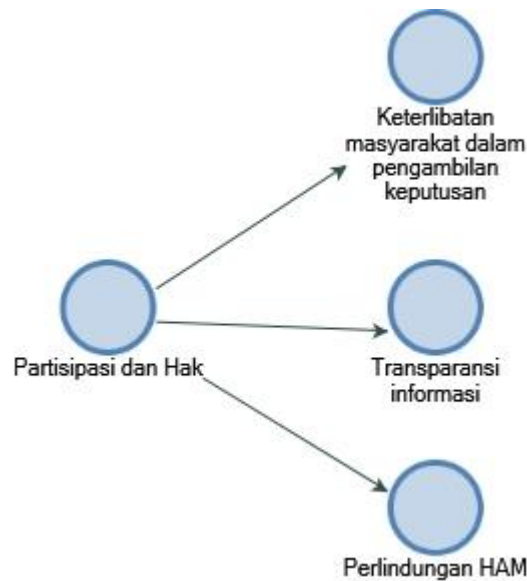 Keterlibatan
masyarakat dalam
pengambilan
keputusan
Partisipasi dan Hak
Transparansi
informasi
Perlindungan HAM